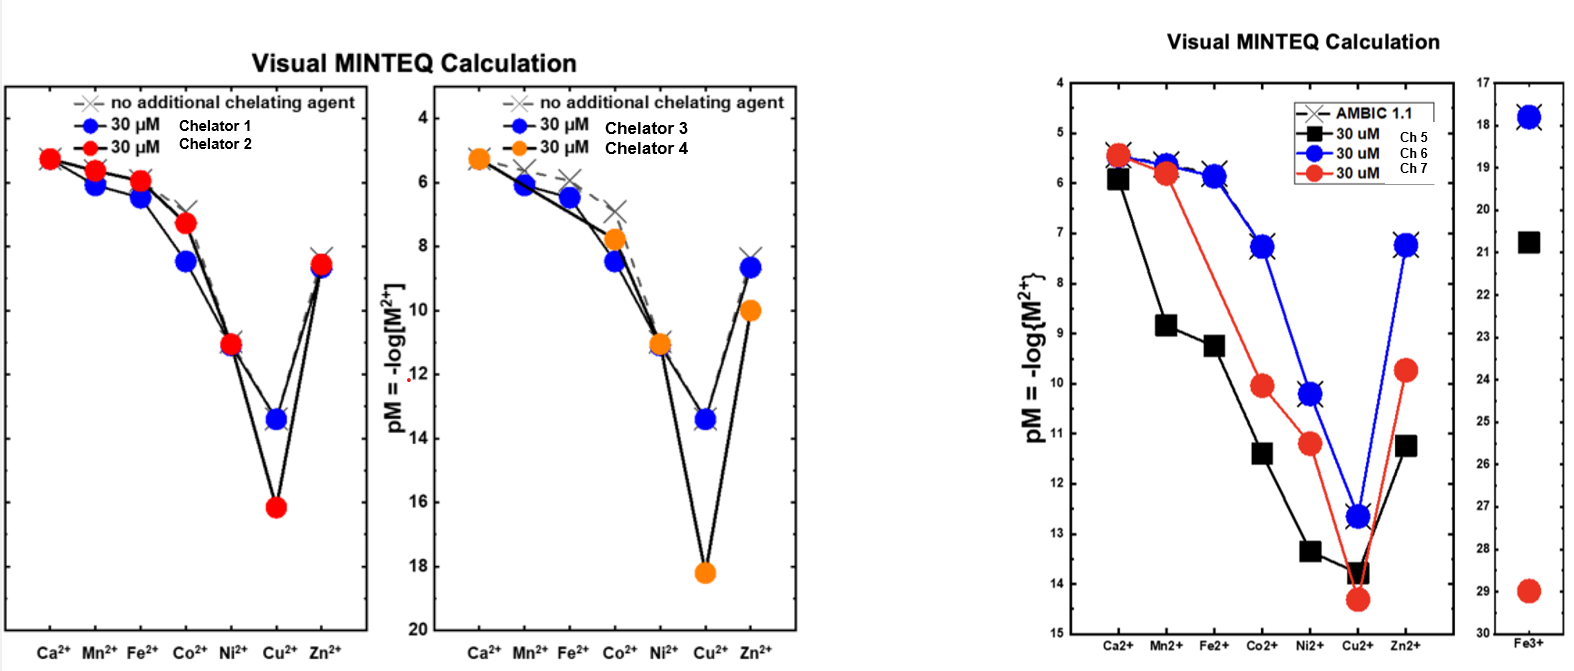 Visual MINTEQ Calculation
no additional chelating agent
30 µM Chelator 1
30 µM Chelator 2
Ca²⁺ Mn²⁺ Fe²⁺ Co²⁺ Ni²⁺ Cu²⁺ Zn²⁺
pM = -log[M²⁺]
4
6
8
10
12
14
16
18
20
no additional chelating agent
30 µM Chelator 3
30 µM Chelator 4
Ca²⁺ Mn²⁺ Fe²⁺ Co²⁺ Ni²⁺ Cu²⁺ Zn²⁺
Visual MINTEQ Calculation
pM = -log{M²⁺}
4
5
6
7
8
9
10
11
12
13
14
15
AMBIC 1.1
30 uM Ch 5
30 uM Ch 6
30 uM Ch 7
Ca2+ Mn2+ Fe2+ Co2+ Ni2+ Cu2+ Zn2+
17
18
19
20
21
22
23
24
25
26
27
28
29
30
Fe3+